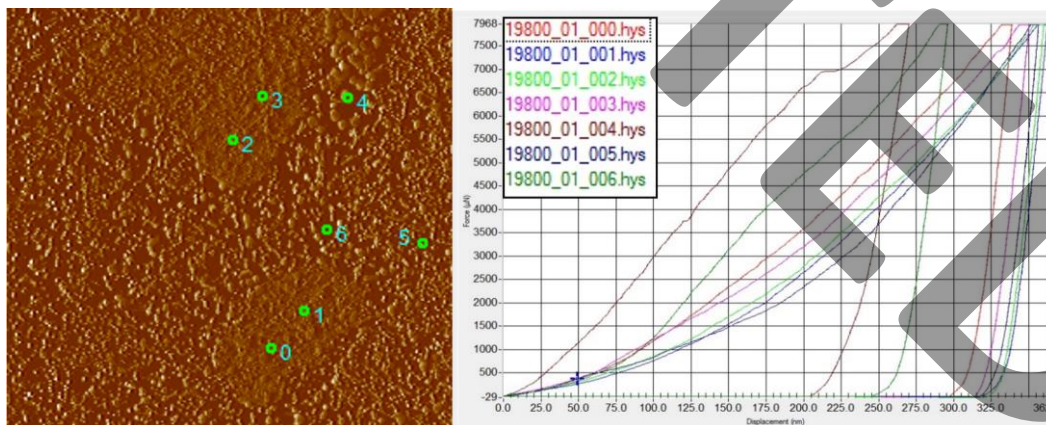 3
4
2
6
5
1
0
7968
7500
7000
6500
6000
5500
5000
4500
4000
3500
3000
2500
2000
1500
1000
500
-29
Force (µN)
19800_01_000.hys
19800_01_001.hys
19800_01_002.hys
19800_01_003.hys
19800_01_004.hys
19800_01_005.hys
19800_01_006.hys
0.0 25.0 50.0 75.0 100.0 125.0 150.0 175.0 200.0 225.0 250.0 275.0 300.0 325.0
Displacement (nm)